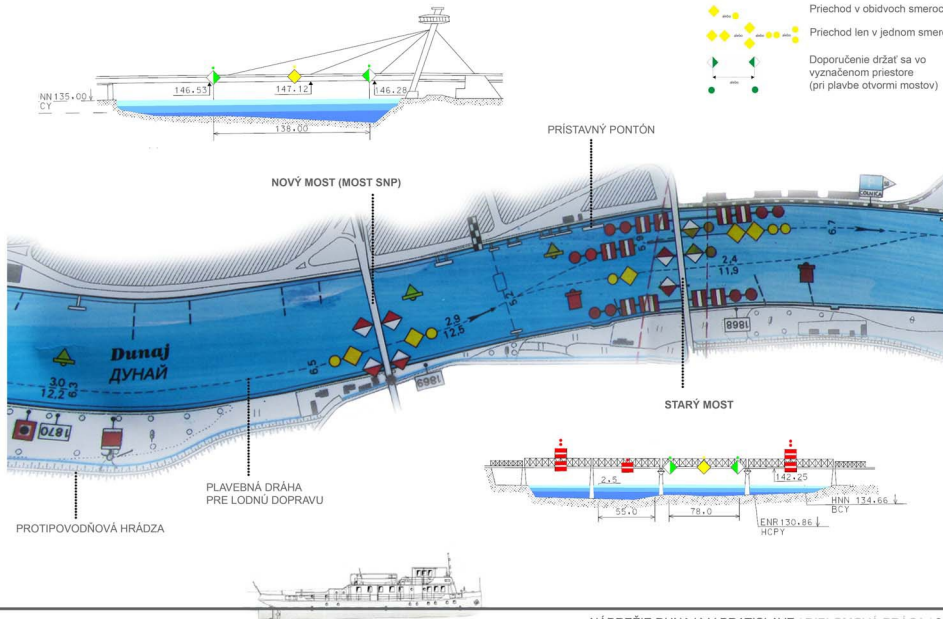 Priechod v obidvoch smeroc
Priechod len v jednom smere
Doporučenie držať sa vo
vyznačenom priestore
(pri plavbe otvormi mostov)
NN 135.00
CY
146.53
147.12
146.28
138.00
PRÍSTAVNÝ PONTÓN
NOVÝ MOST (MOST SNP)
6.7
5.9
2,4
11,9
5.2
2.9
12,5
6.5
1868
1869
Dunaj
ДУНАЙ
3.0
12,2
6.3
1870
STARÝ MOST
PLAVEBNÁ DRÁHA
PRE LODNÚ DOPRAVU
PROTIPOVODŇOVÁ HRÁDZA
142.25
2.5
55.0
78.0
HNN 134.66
BCY
ENR 130.86
HCPY